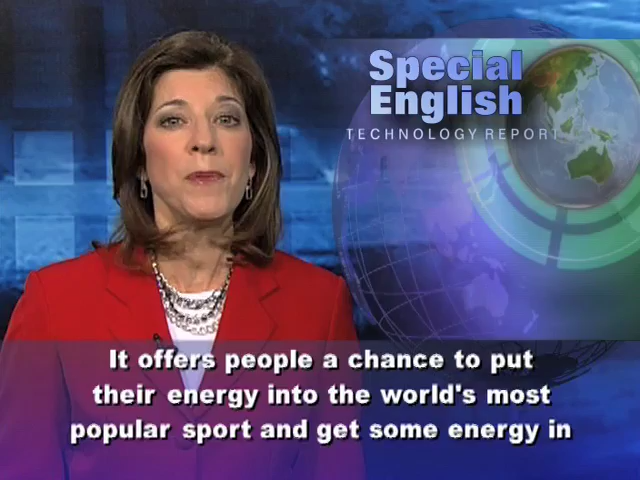 Special
English
TECHNOLOGY REPORT
It offers people a chance to put
their energy into the world's most
popular sport and get some energy in